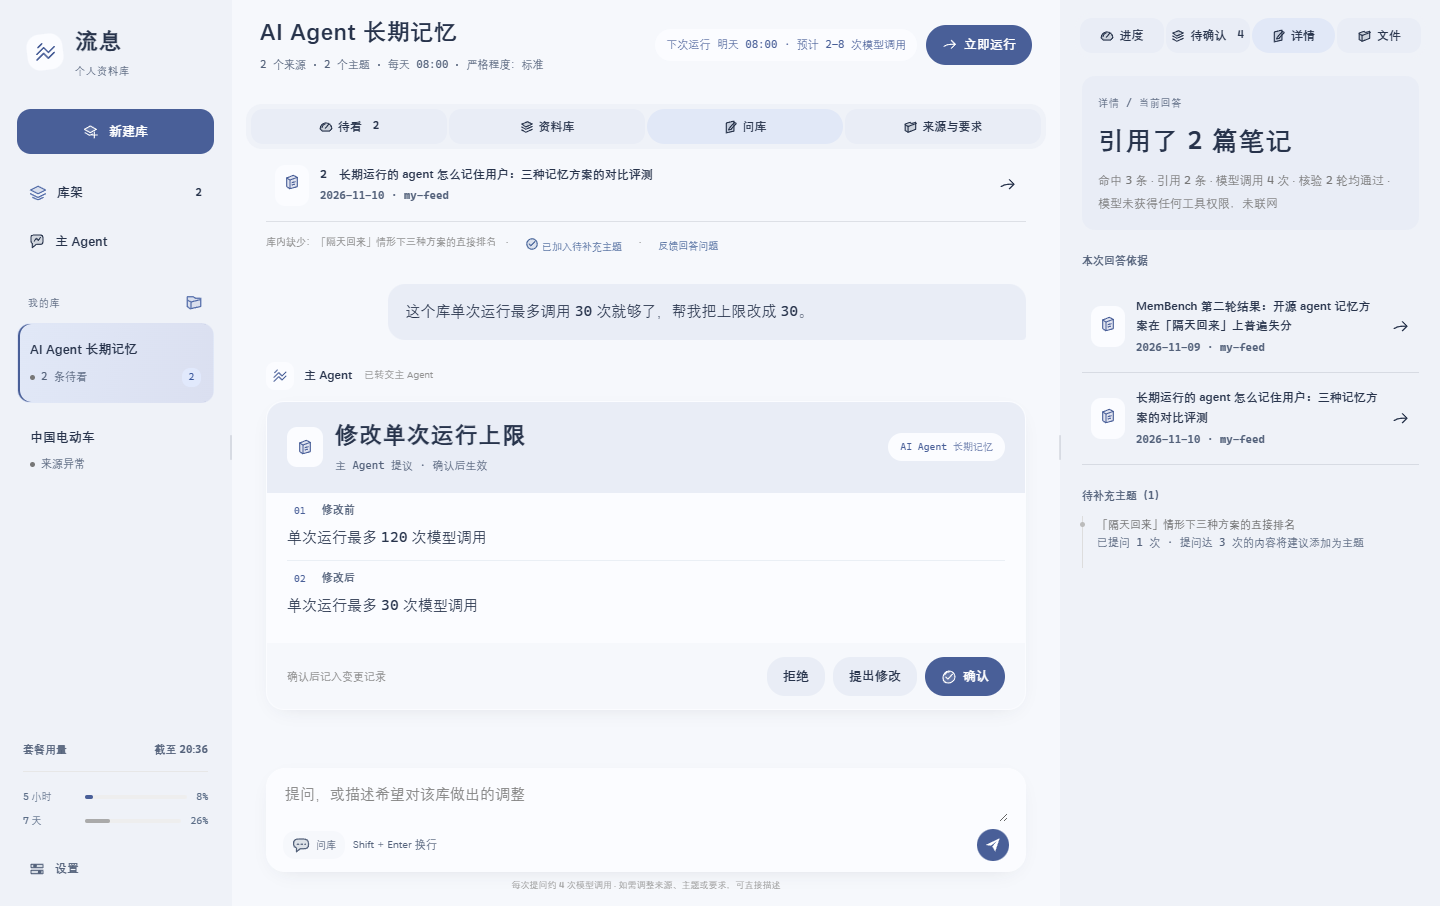 流息
个人资料库
新建库
库架 2
主 Agent
我的库
AI Agent 长期记忆
2 条待看 2
中国电动车
来源异常
套餐用量 截至 20:36
5 小时 8%
7 天 26%
设置
AI Agent 长期记忆
2 个来源 · 2 个主题 · 每天 08:00 · 严格程度：标准
下次运行 明天 08:00 · 预计 2–8 次模型调用
立即运行
待看 2
资料库
问库
来源与要求
2 长期运行的 agent 怎么记住用户：三种记忆方案的对比评测
2026-11-10 · my-feed
库内缺少：「隔天回来」情形下三种方案的直接排名 · 已加入待补充主题 · 反馈回答问题
这个库单次运行最多调用 30 次就够了，帮我把上限改成 30。
主 Agent 已转交主 Agent
修改单次运行上限
主 Agent 提议 · 确认后生效
AI Agent 长期记忆
01 修改前
单次运行最多 120 次模型调用
02 修改后
单次运行最多 30 次模型调用
确认后记入变更记录
拒绝
提出修改
确认
提问，或描述希望对该库做出的调整
问库 Shift + Enter 换行
每次提问约 4 次模型调用 · 如需调整来源、主题或要求，可直接描述
进度
待确认 4
详情
文件
详情 / 当前回答
引用了 2 篇笔记
命中 3 条 · 引用 2 条 · 模型调用 4 次 · 核验 2 轮均通过 ·
模型未获得任何工具权限，未联网
本次回答依据
MemBench 第二轮结果：开源 agent 记忆方
案在「隔天回来」上普遍失分
2026-11-09 · my-feed
长期运行的 agent 怎么记住用户：三种记忆方
案的对比评测
2026-11-10 · my-feed
待补充主题 (1)
「隔天回来」情形下三种方案的直接排名
已提问 1 次 · 提问达 3 次的内容将建议添加为主题